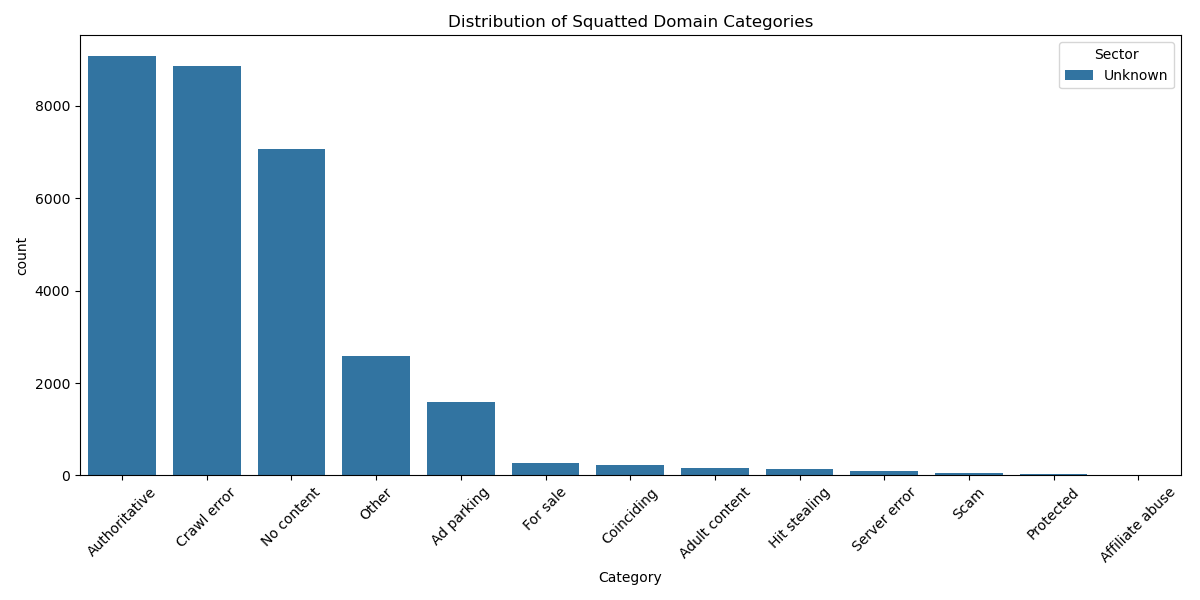 Distribution of Squatted Domain Categories
Sector
Unknown
count
8000
6000
4000
2000
0
Authoritative
Crawl error
No content
Other
Ad parking
For sale
Coinciding
Adult content
Hit stealing
Server error
Scam
Protected
Affiliate abuse
Category